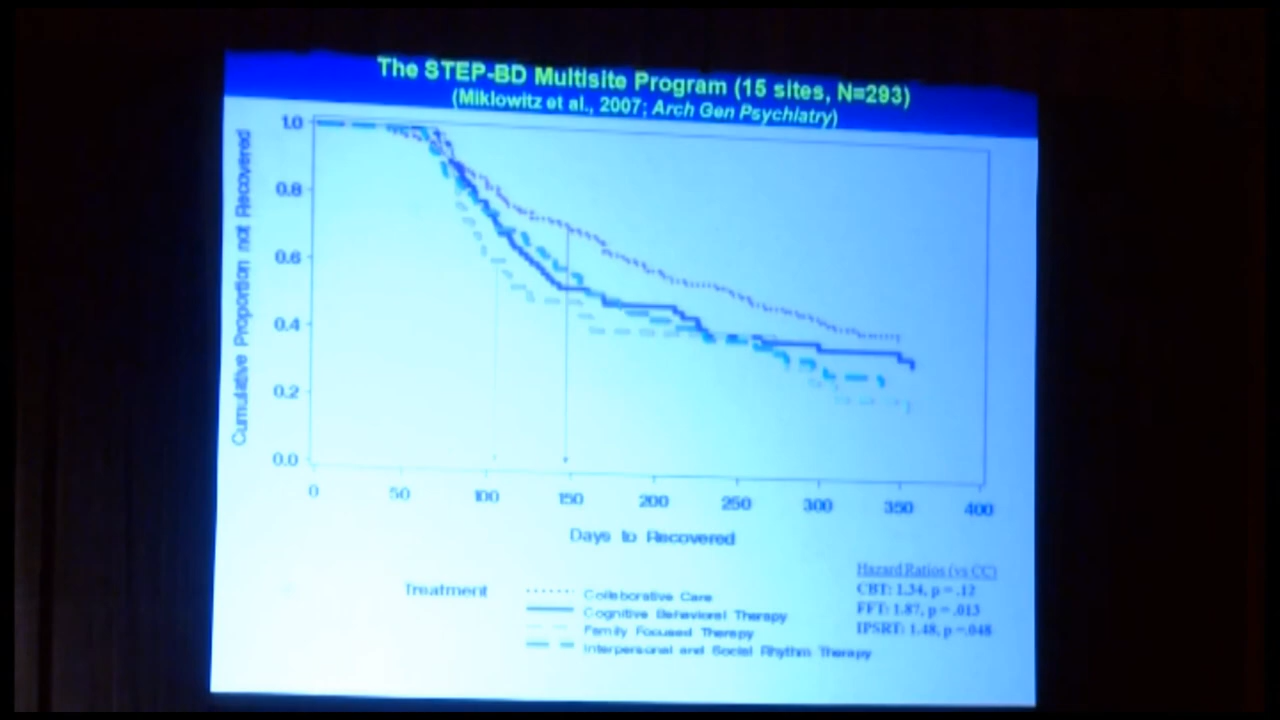 The STEP-BD Multisite Program (15 sites, N=293)
(Miklowitz et al., 2007; Arch Gen Psychiatry)
Cumulative Proportion not Recovered
1.0
0.8
0.6
0.4
0.2
0.0
0 50 100 150 200 250 300 350 400
Days to Recovered
Treatment
Collaborative Care
Cognitive Behavioral Therapy
Family Focused Therapy
Interpersonal and Social Rhythm Therapy
Hazard Ratios (vs CC)
CBT: 1.34, p = .12
FFT: 1.87, p = .013
IPSRT: 1.48, p =.048